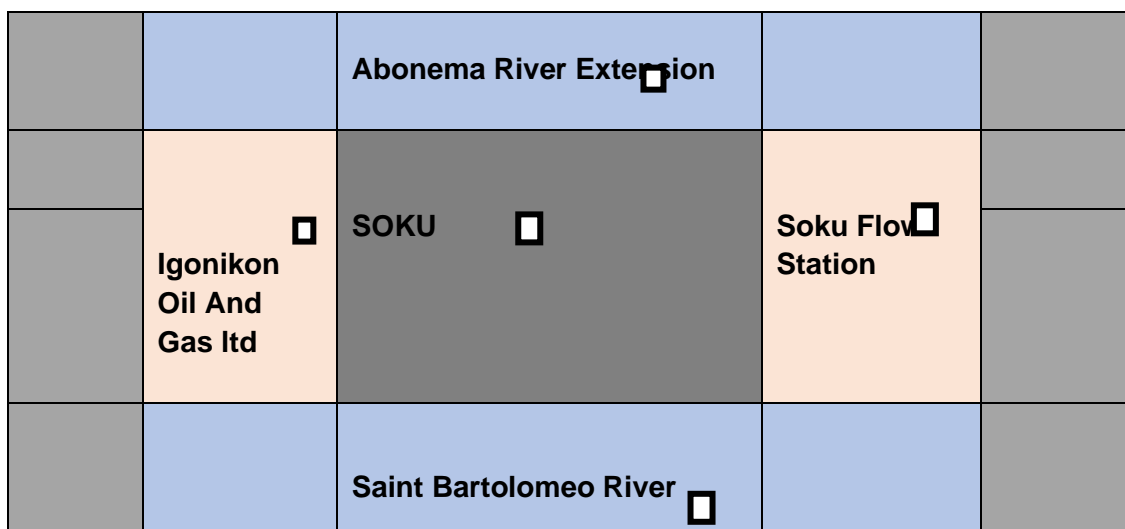 Abonema River Extension
SOKU
Soku Flow
Station
Igonikon
Oil And
Gas ltd
Saint Bartolomeo River